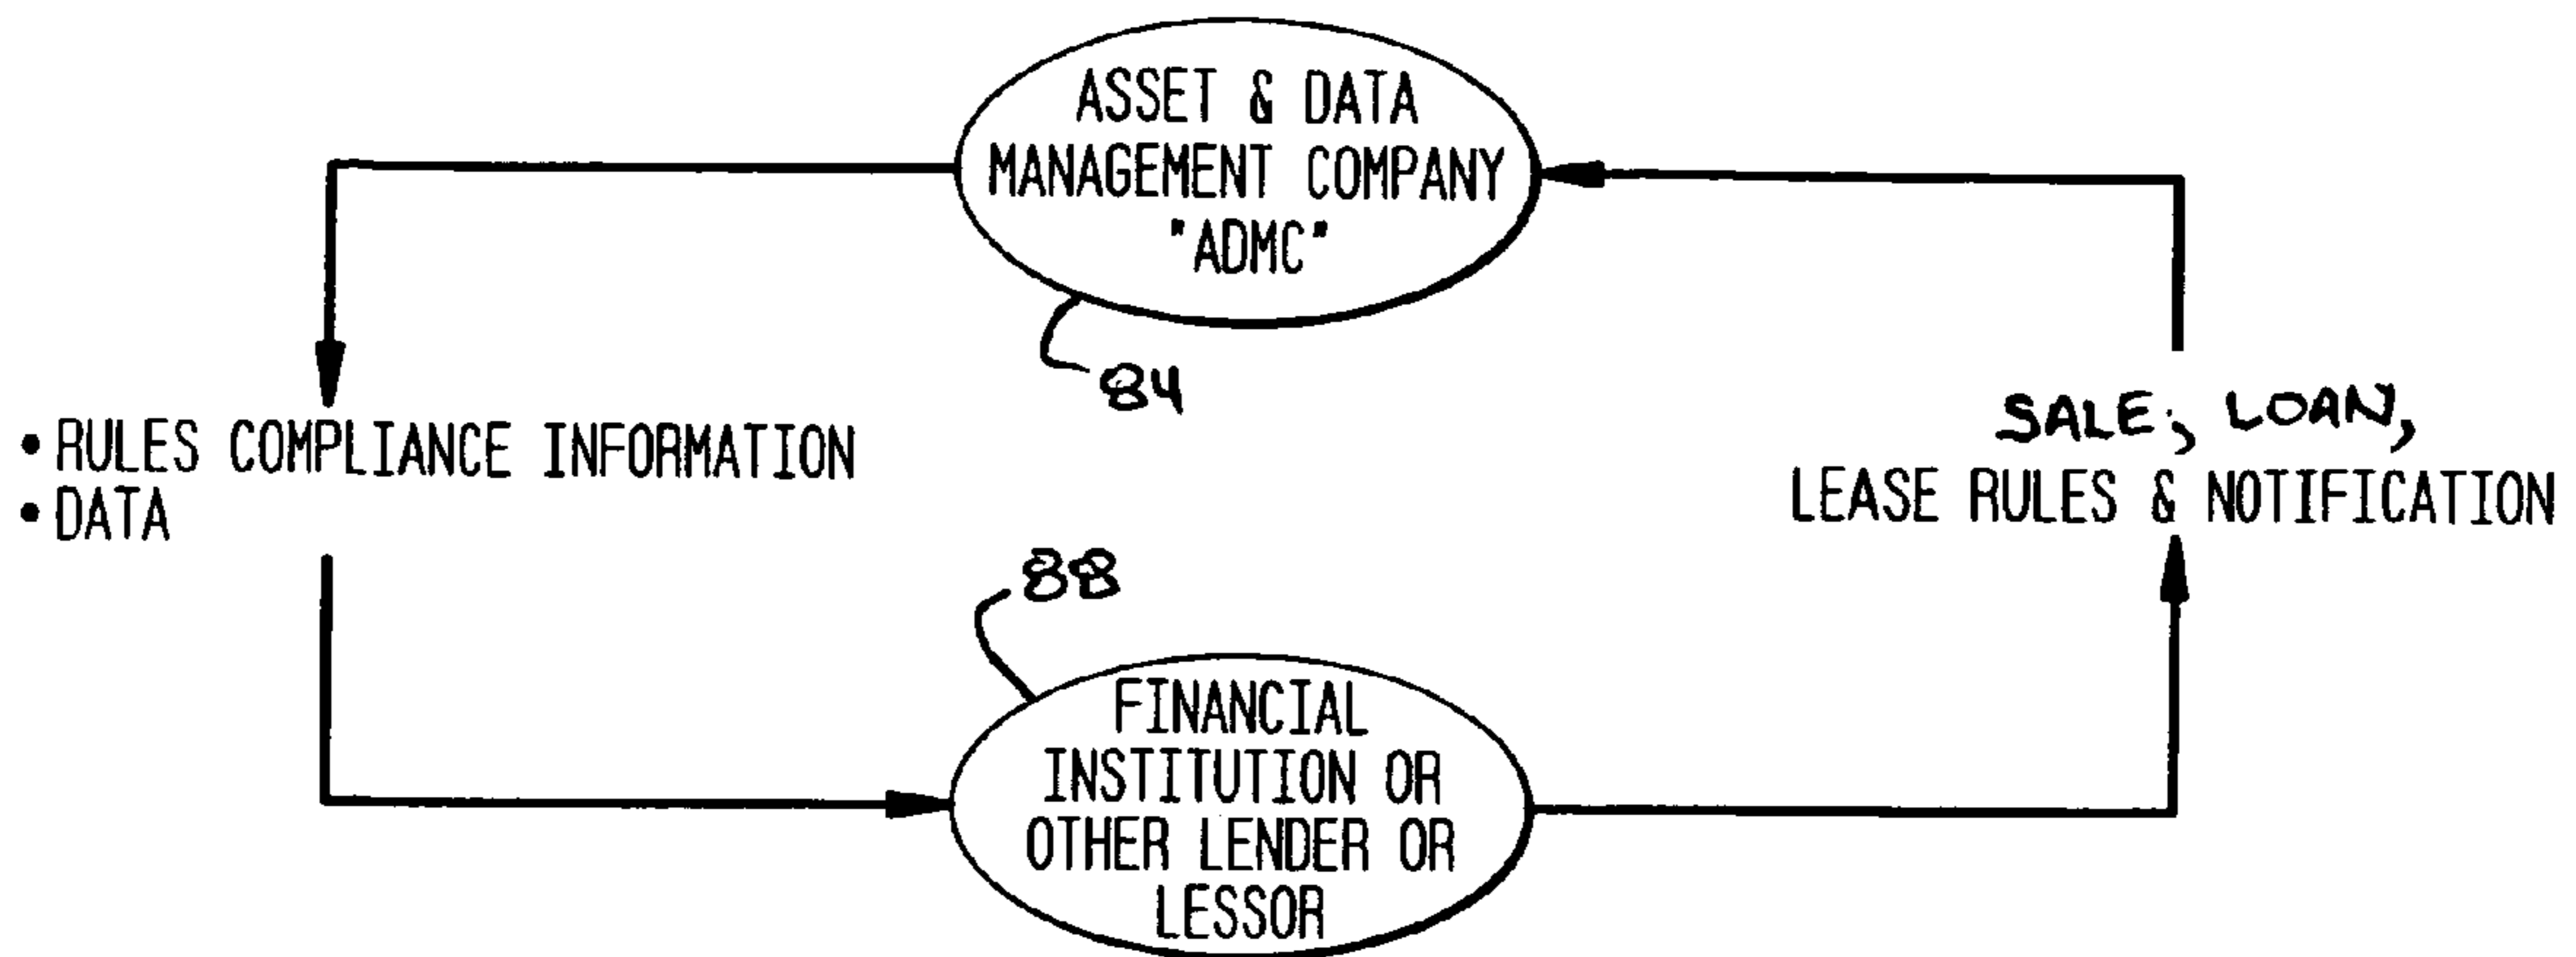 ASSET & DATA
MANAGEMENT COMPANY
"ADMC"
84
• RULES COMPLIANCE INFORMATION
• DATA
SALE, LOAN,
LEASE RULES & NOTIFICATION
88
FINANCIAL
INSTITUTION OR
OTHER LENDER OR
LESSOR